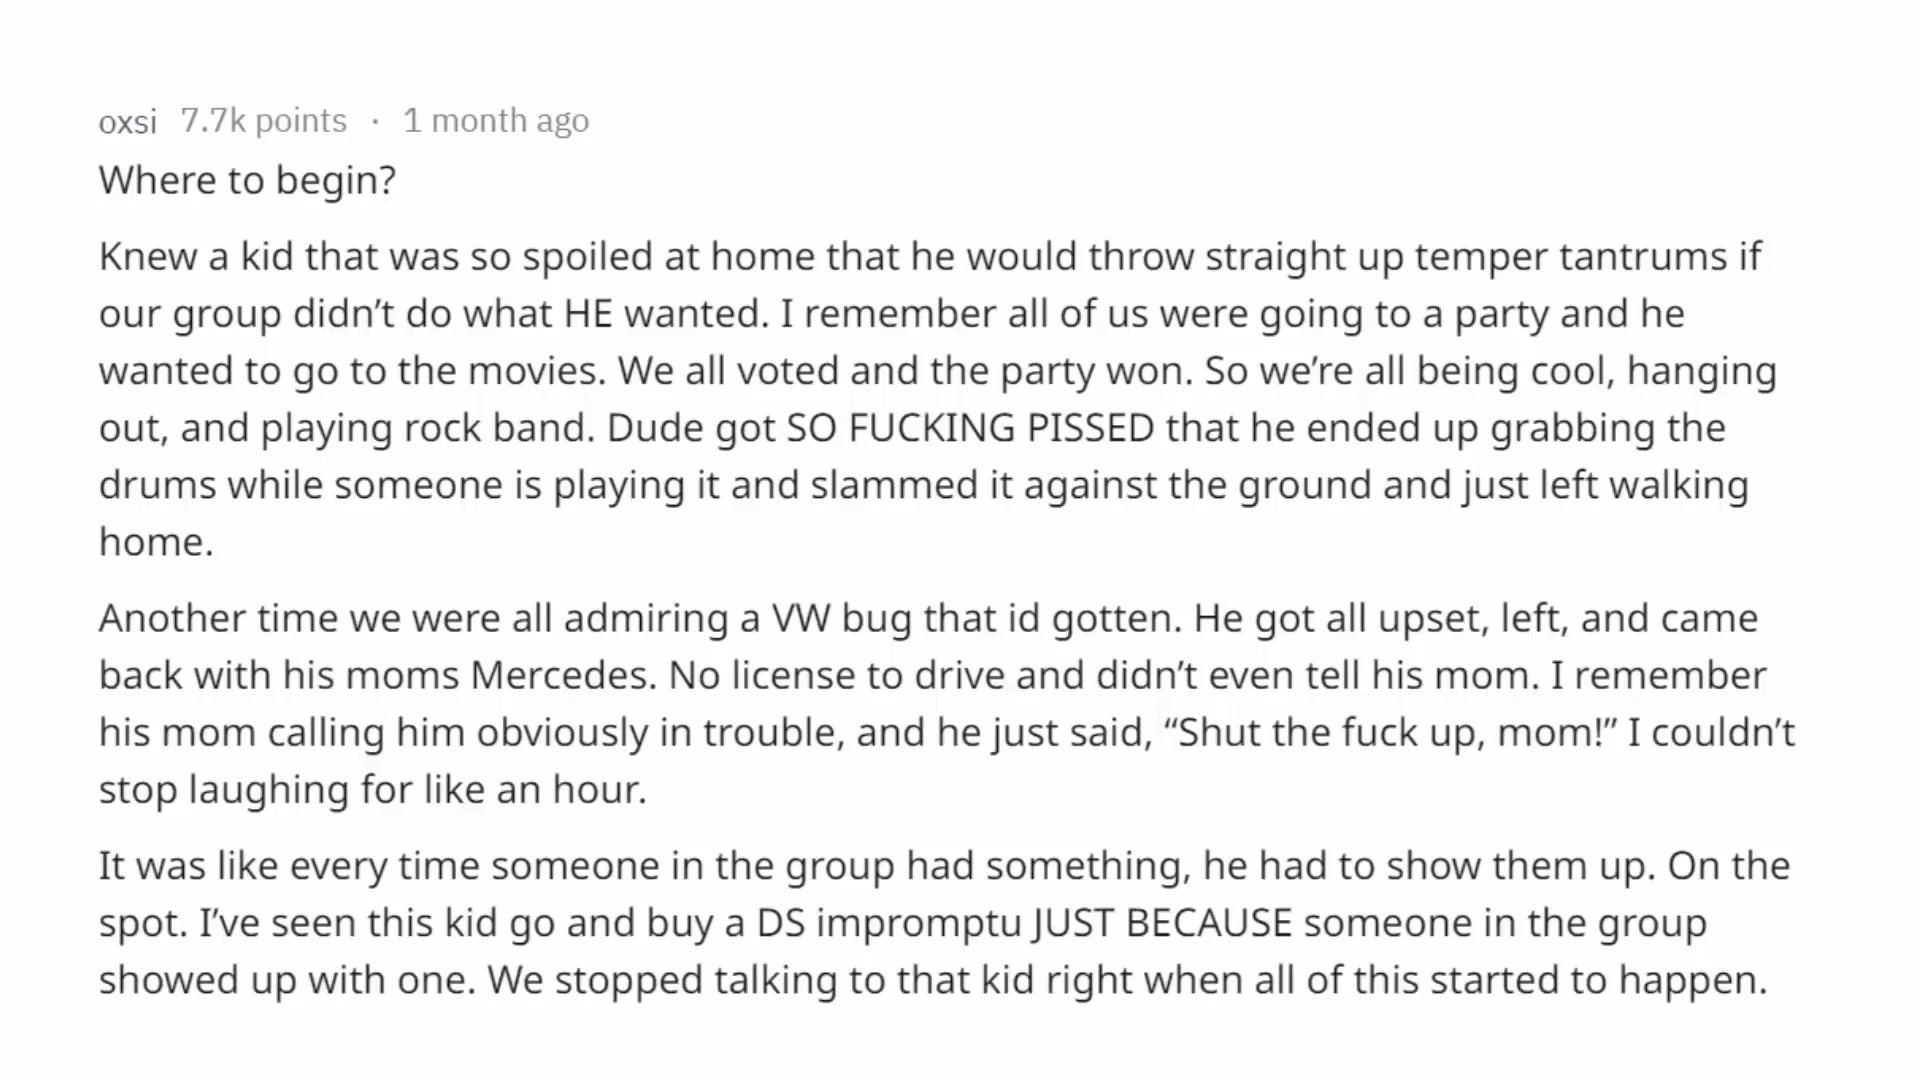 oxsi 7.7k points · 1 month ago
Where to begin?
Knew a kid that was so spoiled at home that he would throw straight up temper tantrums if
our group didn’t do what HE wanted. I remember all of us were going to a party and he
wanted to go to the movies. We all voted and the party won. So we’re all being cool, hanging
out, and playing rock band. Dude got SO FUCKING PISSED that he ended up grabbing the
drums while someone is playing it and slammed it against the ground and just left walking
home.
Another time we were all admiring a VW bug that id gotten. He got all upset, left, and came
back with his moms Mercedes. No license to drive and didn’t even tell his mom. I remember
his mom calling him obviously in trouble, and he just said, “Shut the fuck up, mom!” I couldn’t
stop laughing for like an hour.
It was like every time someone in the group had something, he had to show them up. On the
spot. I’ve seen this kid go and buy a DS impromptu JUST BECAUSE someone in the group
showed up with one. We stopped talking to that kid right when all of this started to happen.